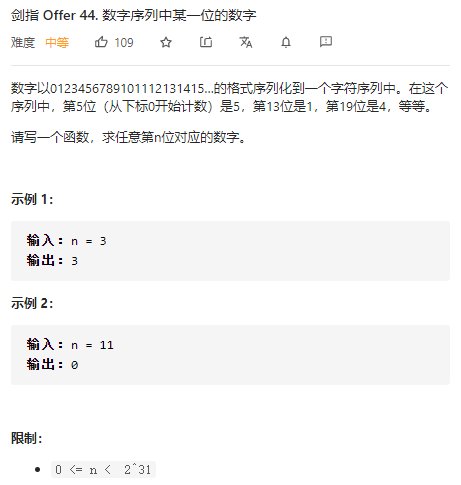 剑指 Offer 44. 数字序列中某一位的数字
难度 中等 109
数字以0123456789101112131415…的格式序列化到一个字符序列中。在这个
序列中，第5位（从下标0开始计数）是5，第13位是1，第19位是4，等等。
请写一个函数，求任意第n位对应的数字。
示例 1：
输入：n = 3
输出：3
示例 2：
输入：n = 11
输出：0
限制：
0 <= n < 2^31